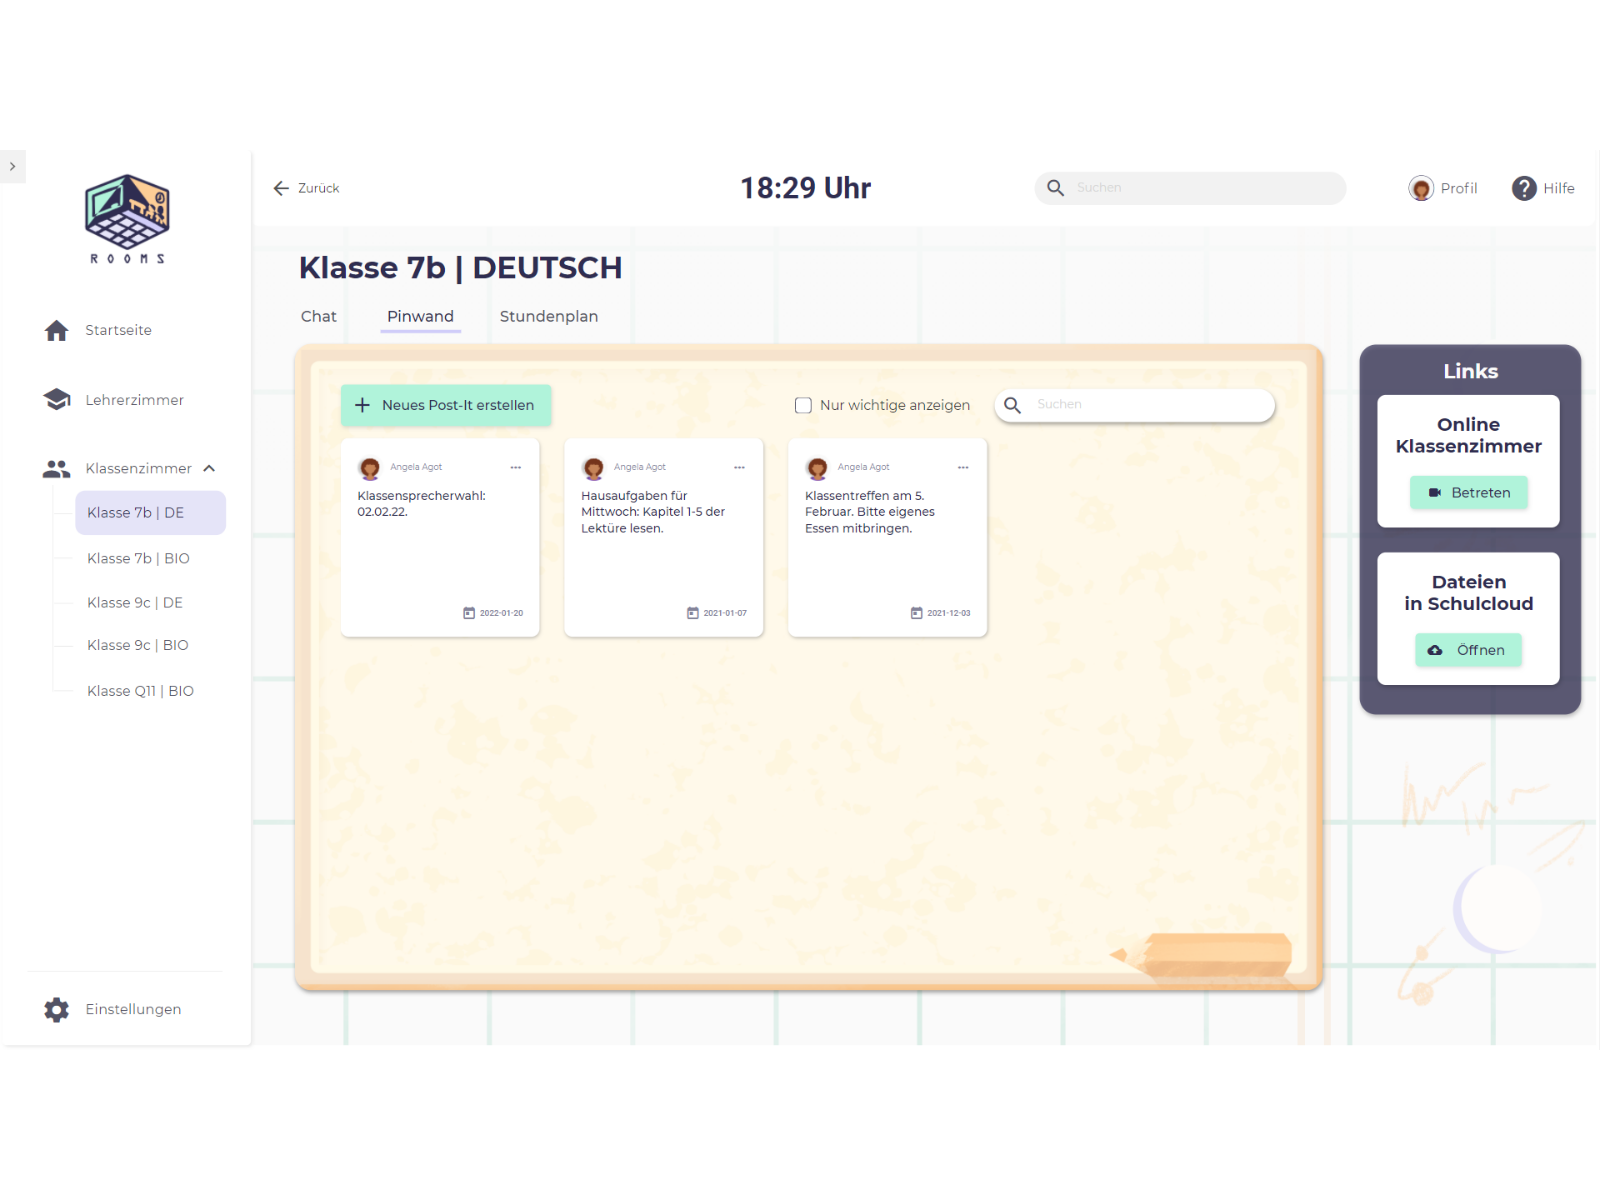 ROOMS
Zurück
18:29 Uhr
Suchen
Profil
Hilfe
Startseite
Lehrerzimmer
Klassenzimmer
Klasse 7b | DE
Klasse 7b | BIO
Klasse 9c | DE
Klasse 9c | BIO
Klasse Q11 | BIO
Einstellungen
Klasse 7b | DEUTSCH
Chat
Pinwand
Stundenplan
Neues Post-It erstellen
Nur wichtige anzeigen
Suchen
Angela Agot
Klassensprecherwahl:
02.02.22.
2022-01-20
Angela Agot
Hausaufgaben für
Mittwoch: Kapitel 1-5 der
Lektüre lesen.
2021-01-07
Angela Agot
Klassentreffen am 5.
Februar. Bitte eigenes
Essen mitbringen.
2021-12-03
Links
Online
Klassenzimmer
Betreten
Dateien
in Schulcloud
Öffnen